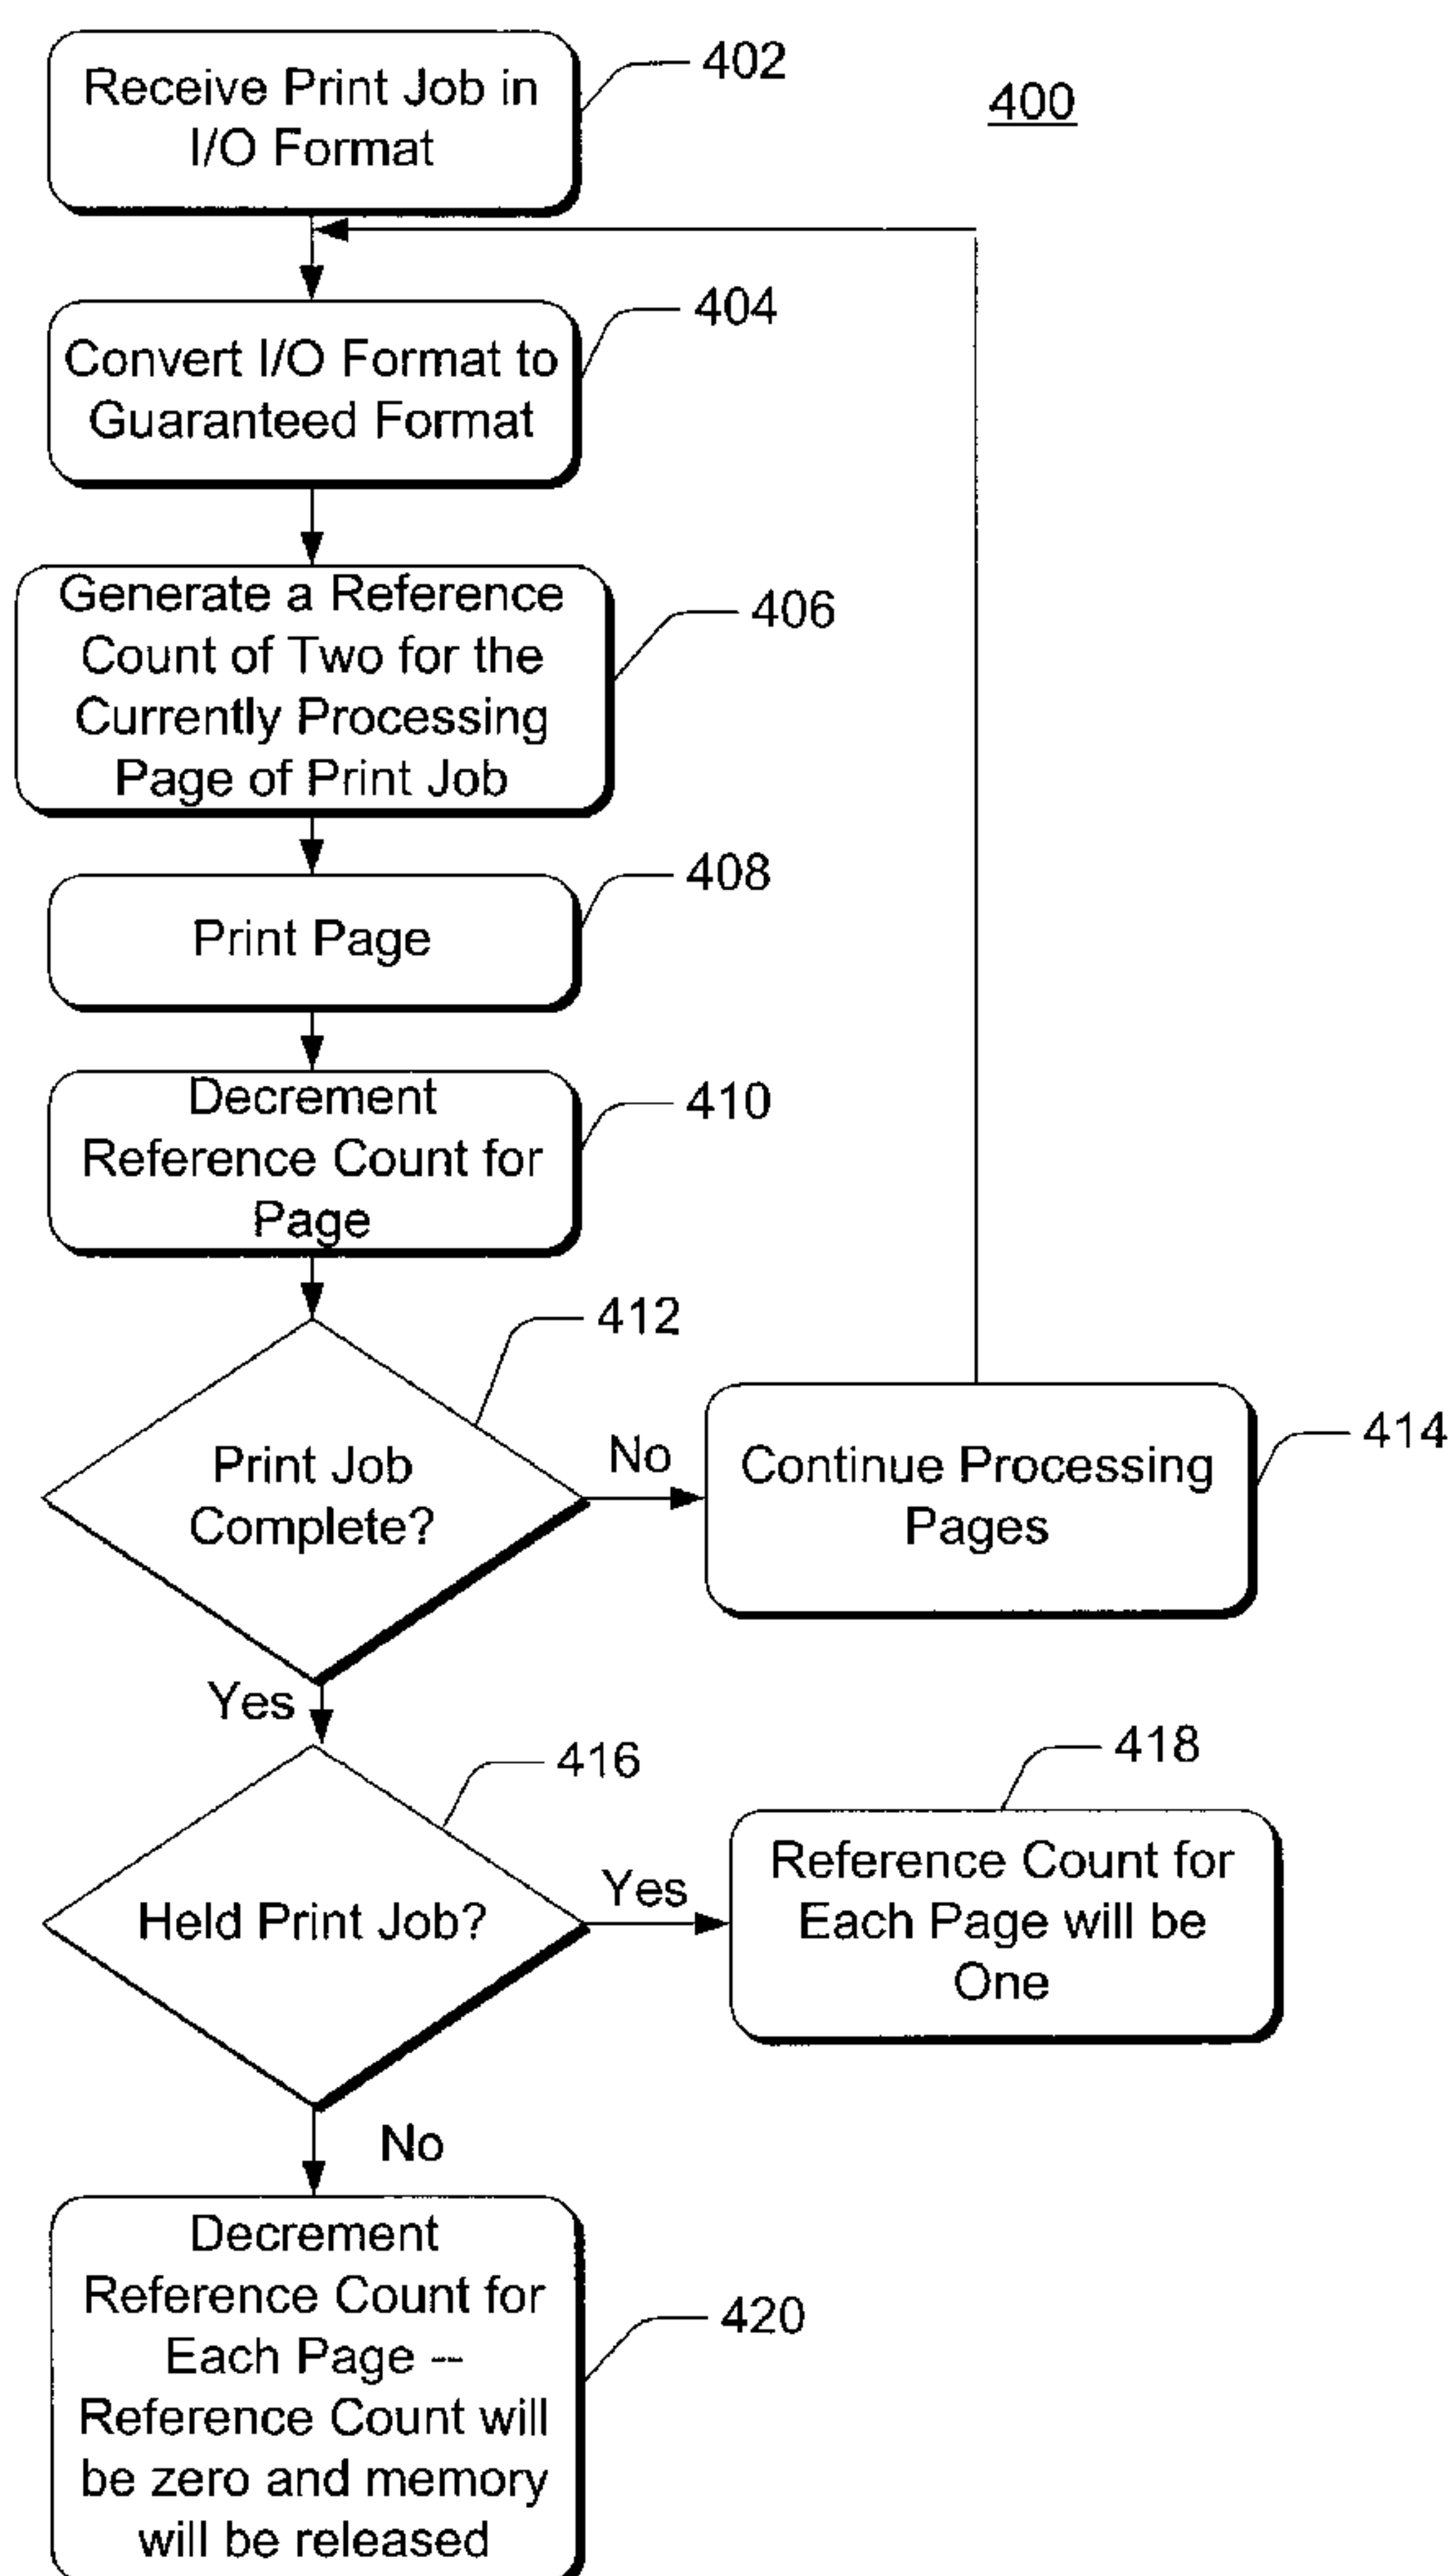 Receive Print Job in
I/O Format
402
400
Convert I/O Format to
Guaranteed Format
404
Generate a Reference
Count of Two for the
Currently Processing
Page of Print Job
406
Print Page
408
Decrement
Reference Count for
Page
410
412
Print Job
Complete?
No
Continue Processing
Pages
414
Yes
416
Held Print Job?
Yes
418
Reference Count for
Each Page will be
One
No
Decrement
Reference Count for
Each Page --
Reference Count will
be zero and memory
will be released
420